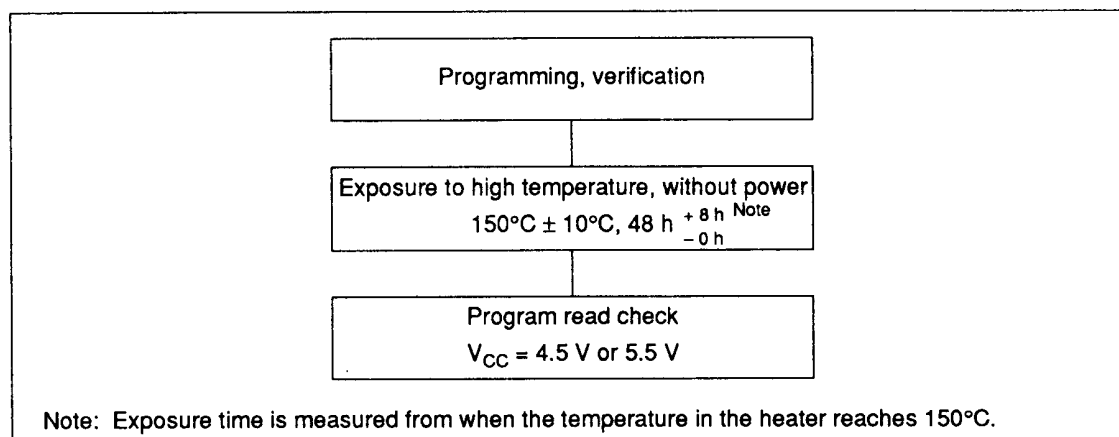 Programming, verification
Exposure to high temperature, without power
150°C ± 10°C, 48 h + 8 h Note
– 0 h
Program read check
VCC = 4.5 V or 5.5 V
Note: Exposure time is measured from when the temperature in the heater reaches 150°C.